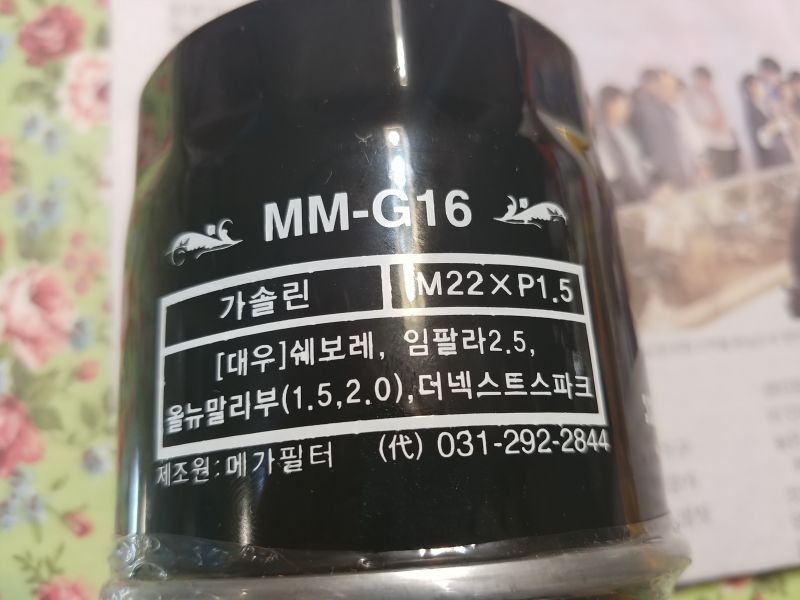 MM-G16
가솔린 M22×P1.5
[대우]쉐보레, 임팔라2.5,
올뉴말리부(1.5,2.0),더넥스트스파크
제조원:메가필터 (代) 031-292-2844